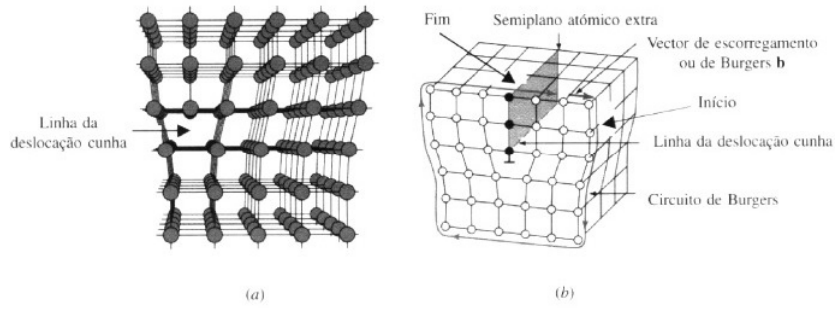 Linha da
deslocação cunha
(a)
Fim
Semiplano atómico extra
Vector de escorregamento
ou de Burgers b
Início
Linha da deslocação cunha
Circuito de Burgers
(b)